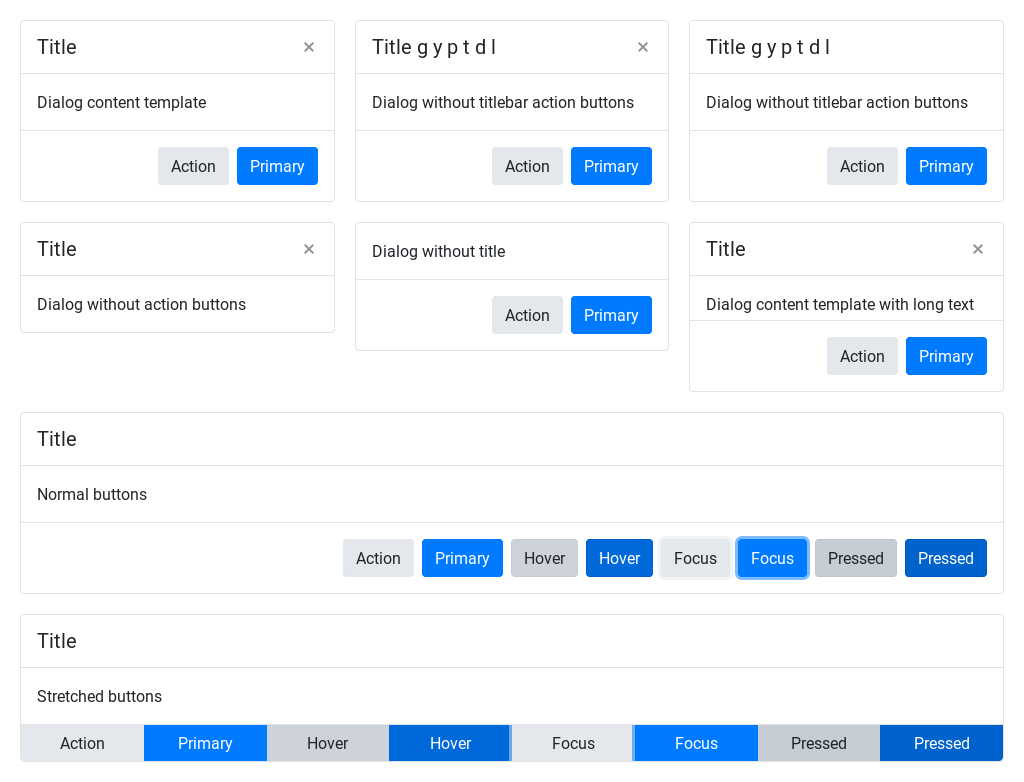 Title ×
Dialog content template
Action Primary
Title g y p t d l ×
Dialog without titlebar action buttons
Action Primary
Title g y p t d l
Dialog without titlebar action buttons
Action Primary
Title ×
Dialog without action buttons
Dialog without title
Action Primary
Title ×
Dialog content template with long text
Action Primary
Title
Normal buttons
Action Primary Hover Hover Focus Focus Pressed Pressed
Title
Stretched buttons
Action Primary Hover Hover Focus Focus Pressed Pressed